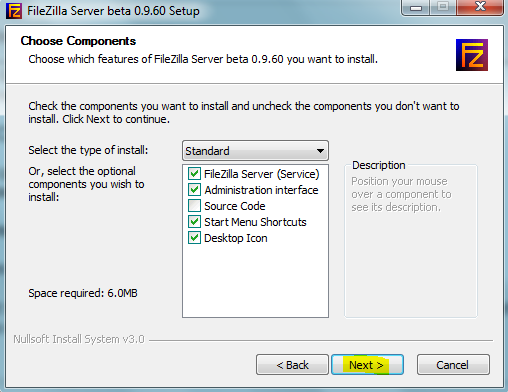 FileZilla Server beta 0.9.60 Setup
Choose Components
Choose which features of FileZilla Server beta 0.9.60 you want to install.
FZ
Check the components you want to install and uncheck the components you don't want to
install. Click Next to continue.
Select the type of install:
Standard
Or, select the optional
components you wish to
install:
FileZilla Server (Service)
Administration interface
Source Code
Start Menu Shortcuts
Desktop Icon
Description
Position your mouse
over a component to
see its description.
Space required: 6.0MB
Nullsoft Install System v3.0
< Back
Next >
Cancel